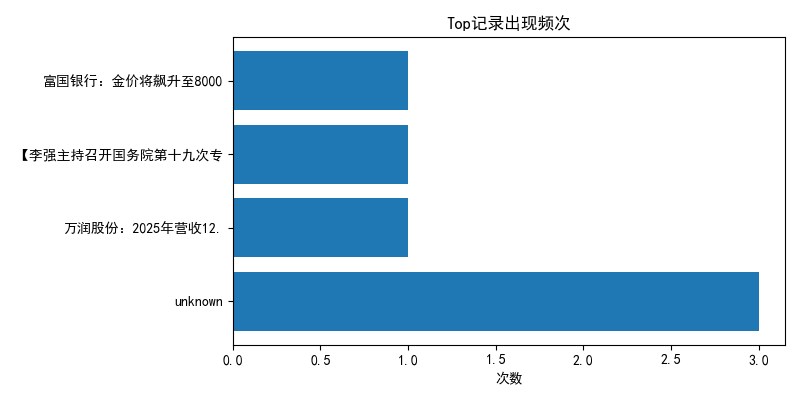 Top记录出现频次
富国银行：金价将飙升至8000
【李强主持召开国务院第十九次专
万润股份：2025年营收12.
unknown
0.0 0.5 1.0 1.5 2.0 2.5 3.0
次数